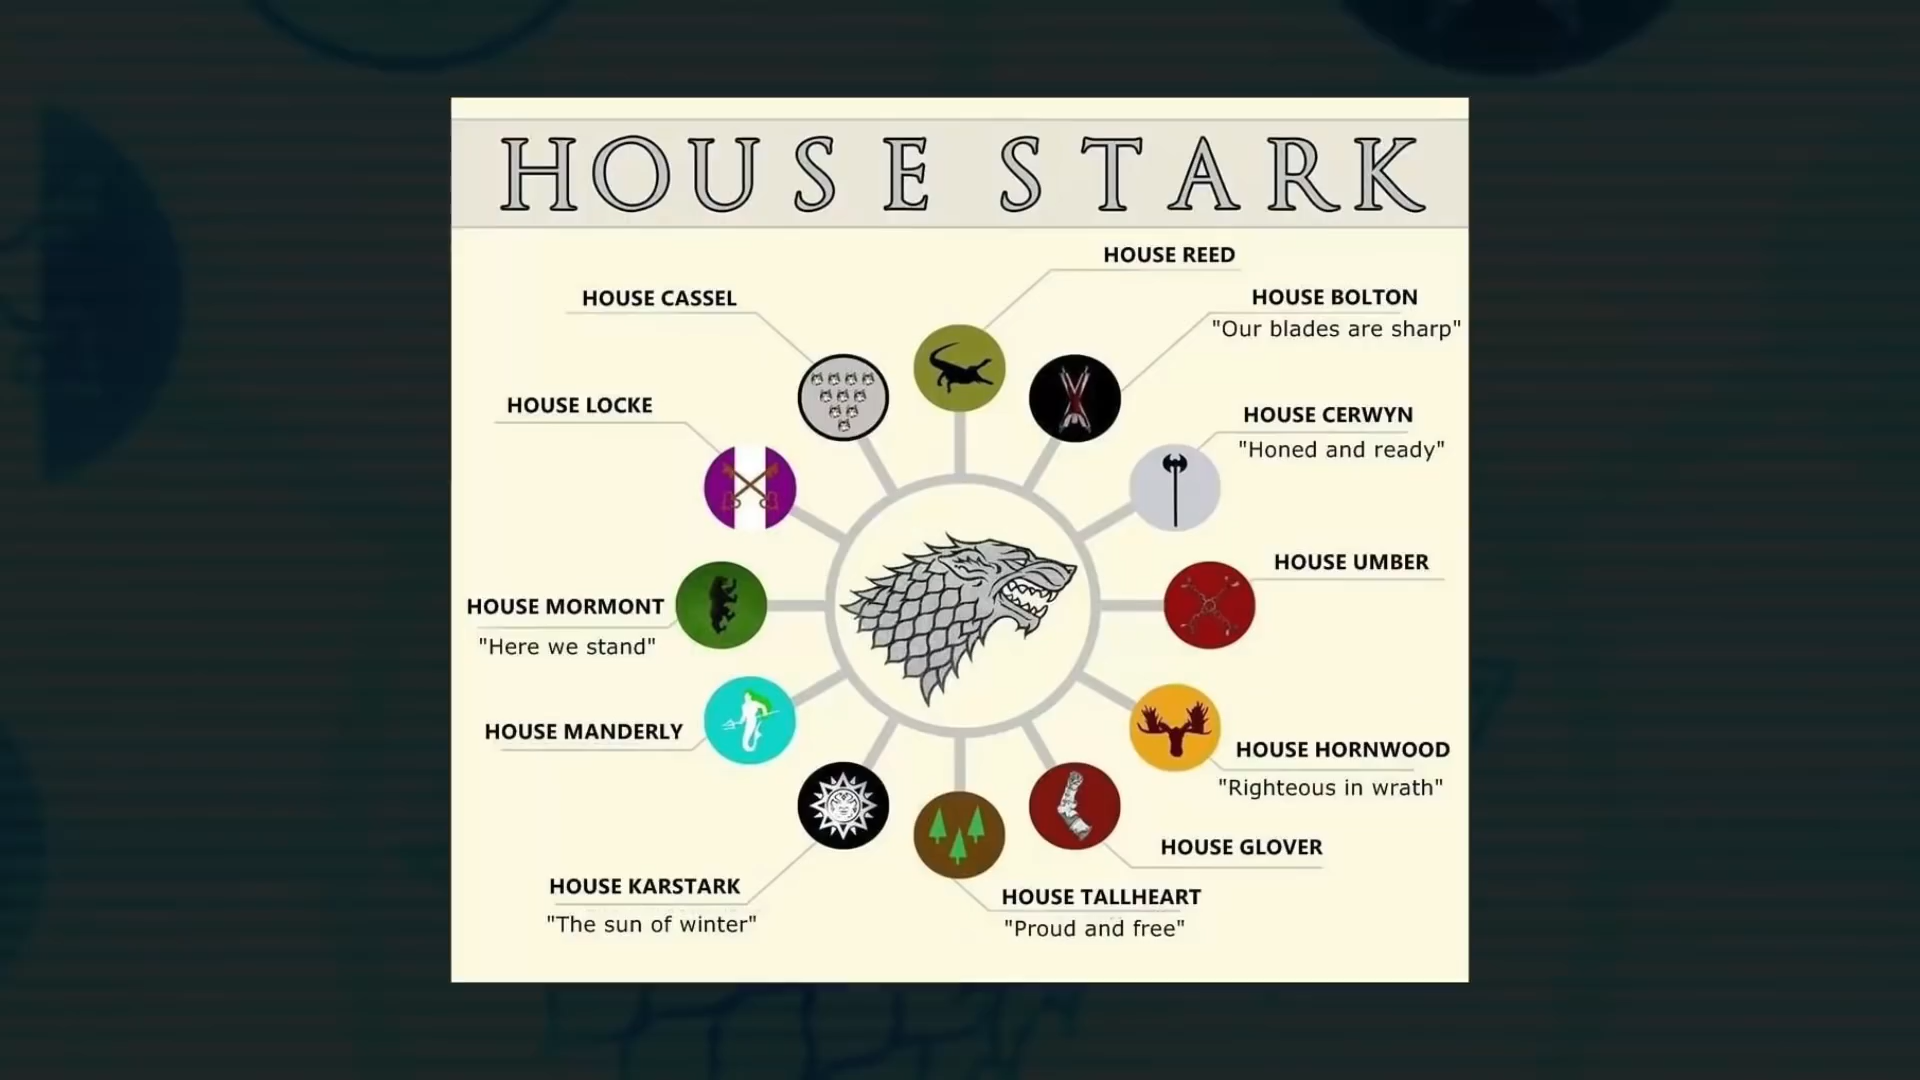 HOUSE STARK
HOUSE REED
HOUSE CASSEL
HOUSE BOLTON
"Our blades are sharp"
HOUSE LOCKE
HOUSE CERWYN
"Honed and ready"
HOUSE UMBER
HOUSE MORMONT
"Here we stand"
HOUSE MANDERLY
HOUSE HORNWOOD
"Righteous in wrath"
HOUSE GLOVER
HOUSE KARSTARK
"The sun of winter"
HOUSE TALLHEART
"Proud and free"